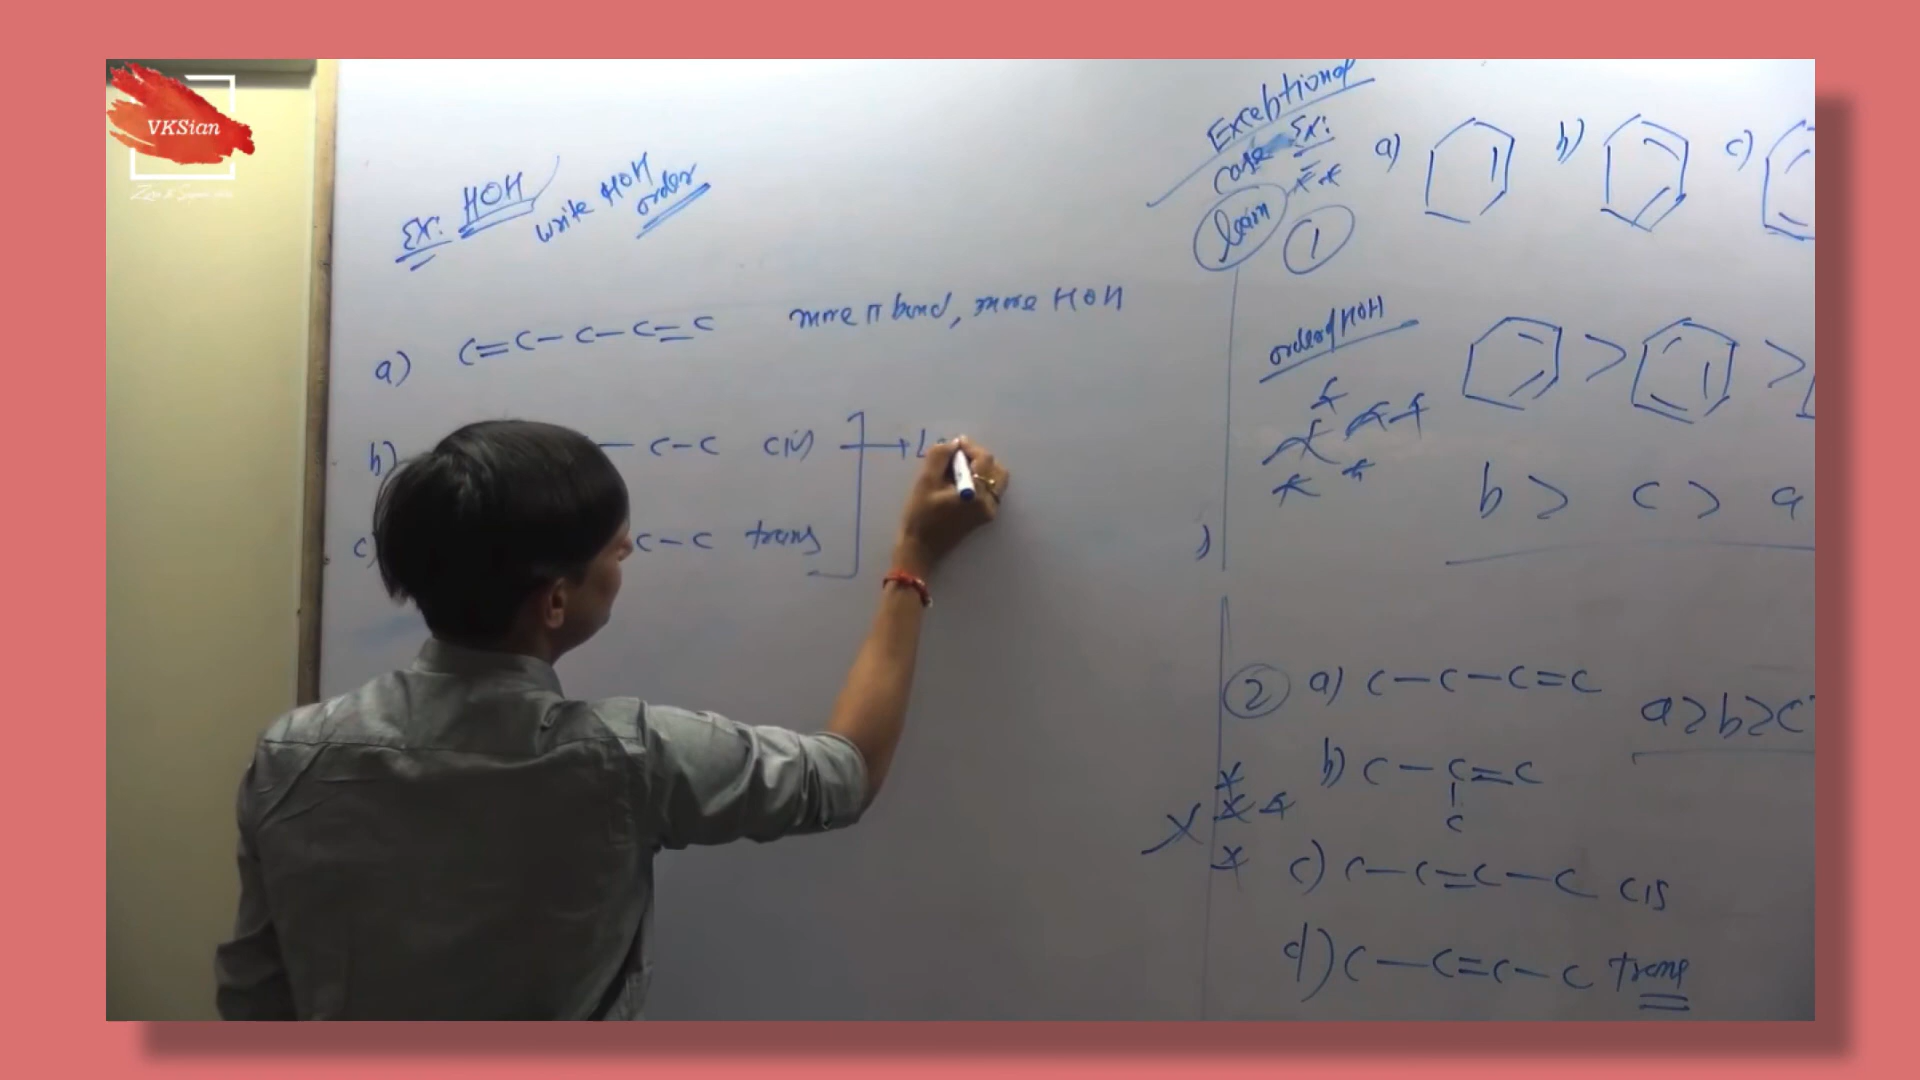 VKSian
Ex: HOH
write HOH
order
a) C=C-C-C=C more π bond, more HOH
b) - C-C cis
c) C-C trans
Exceptional
case Ex:
learn 1
a) b) c)
order of HOH
> >
b > c > a
2 a) C-C-C=C
a>b>c
b) C-C=C
C
c) C-C=C-C cis
d) C-C=C-C trans